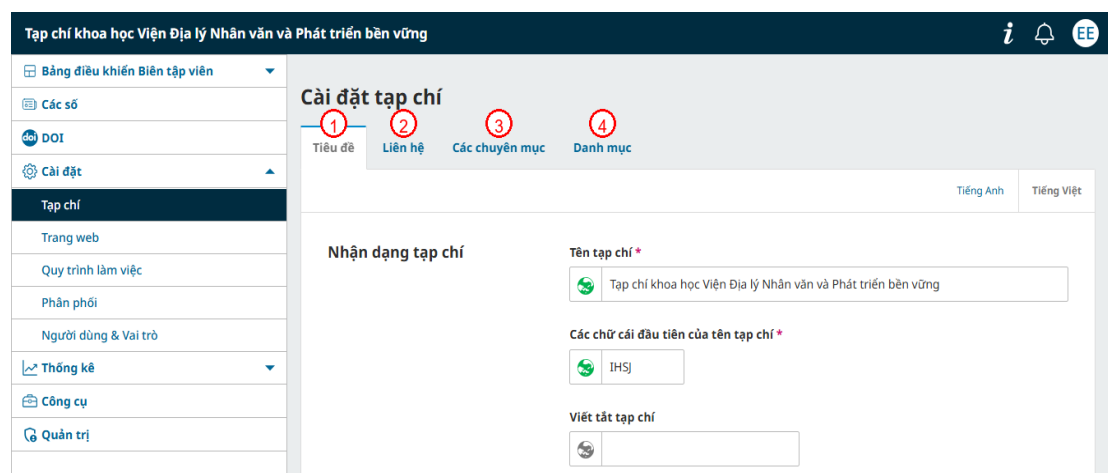 Tạp chí khoa học Viện Địa lý Nhân văn và Phát triển bền vững
i
EE
Bảng điều khiển Biên tập viên
Các số
doi DOI
Cài đặt
Tạp chí
Trang web
Quy trình làm việc
Phân phối
Người dùng & Vai trò
Thống kê
Công cụ
Quản trị
Cài đặt tạp chí
1 2 3 4
Tiêu đề Liên hệ Các chuyên mục Danh mục
Tiếng Anh Tiếng Việt
Nhận dạng tạp chí
Tên tạp chí *
Tạp chí khoa học Viện Địa lý Nhân văn và Phát triển bền vững
Các chữ cái đầu tiên của tên tạp chí *
IHSJ
Viết tắt tạp chí